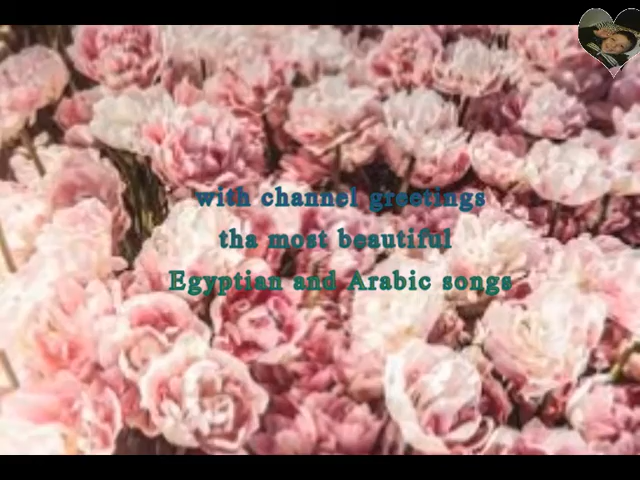 with channel greetings
tha most beautiful
Egyptian and Arabic songs